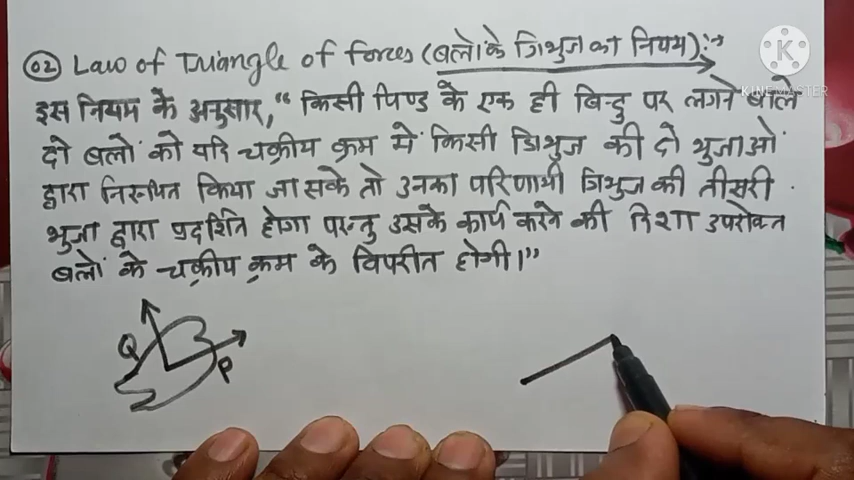 02 Law of Triangle of forces (बलों के त्रिभुज का नियम):→
इस नियम के अनुसार, “किसी पिण्ड के एक ही बिन्दु पर लगने वाले
दो बलों को यदि चक्रीय क्रम में किसी त्रिभुज की दो भुजाओं
द्वारा निरूपित किया जा सके तो उनका परिणामी त्रिभुज की तीसरी
भुजा द्वारा प्रदर्शित होगा परन्तु उसके कार्य करने की दिशा उपरोक्त
बलों के चक्रीय क्रम के विपरीत होगी।”
Q
P
K
KINEMASTER